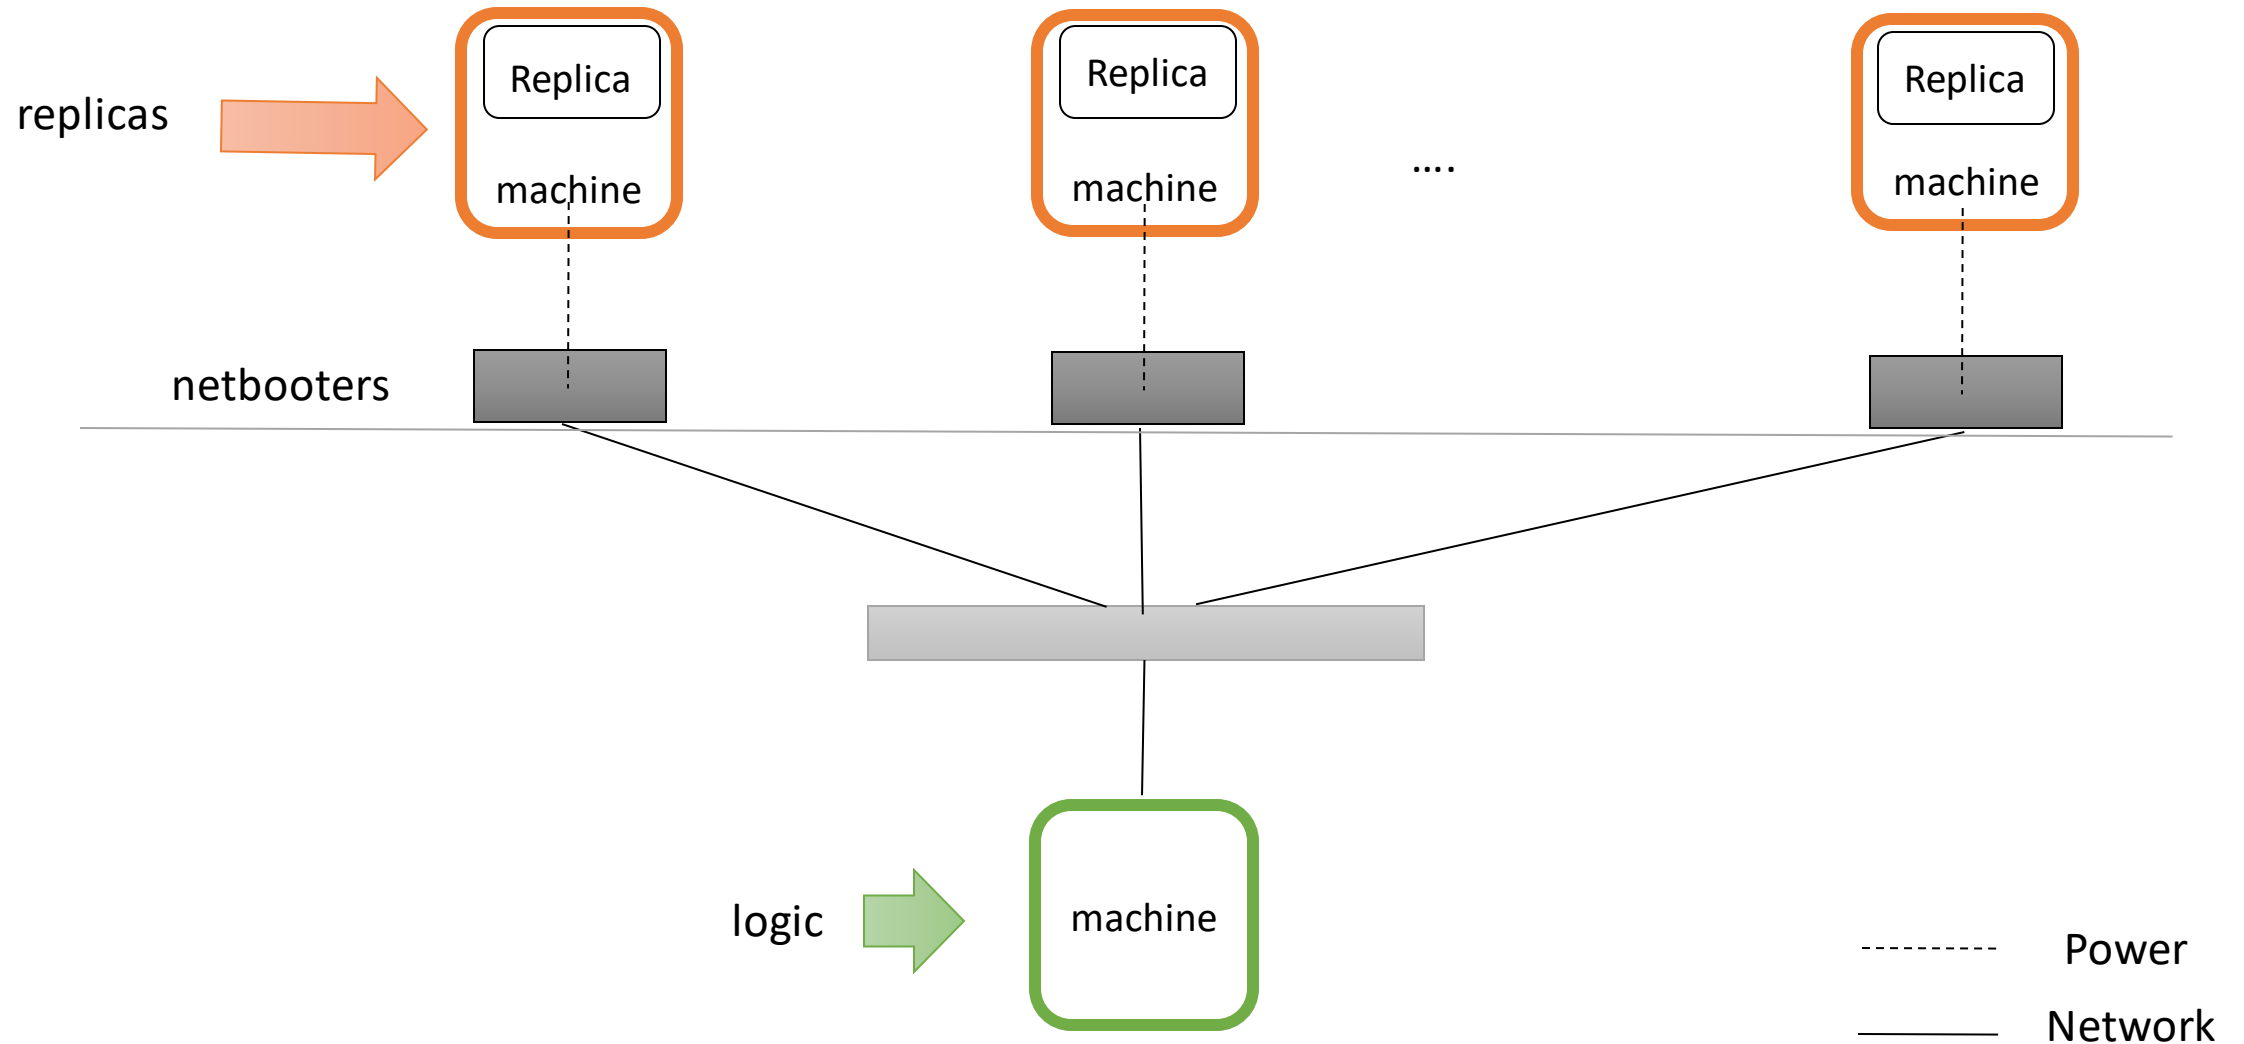 replicas
Replica
machine
Replica
machine
....
Replica
machine
netbooters
logic
machine
Power
Network